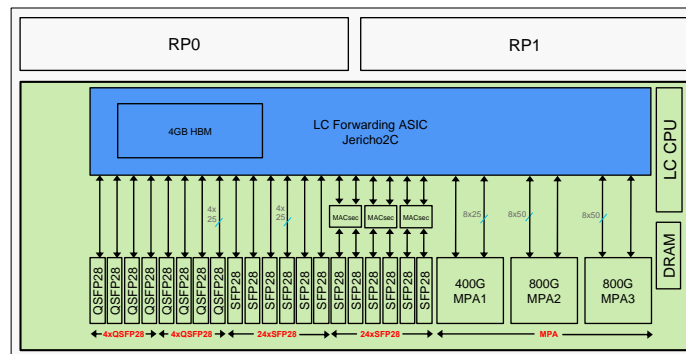 RP0
RP1
4GB HBM
LC Forwarding ASIC
Jericho2C
LC CPU
DRAM
4x
25
4x
25
MACsec
MACsec
MACsec
8x25
8x50
8x50
QSFP28
QSFP28
QSFP28
QSFP28
QSFP28
QSFP28
QSFP28
QSFP28
SFP28
SFP28
SFP28
SFP28
SFP28
SFP28
SFP28
SFP28
SFP28
SFP28
SFP28
SFP28
400G
MPA1
800G
MPA2
800G
MPA3
4xQSFP28
4xQSFP28
24xSFP28
24xSFP28
MPA